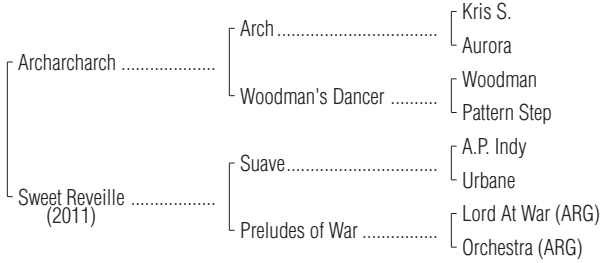 Kris S.
Arch ..............................
Aurora
Archarcharch ....................
Woodman
Woodman's Dancer ..........
Pattern Step
A.P. Indy
Suave............................
Urbane
Sweet Reveille ..................
(2011)
Lord At War (ARG)
Preludes of War ..............
Orchestra (ARG)